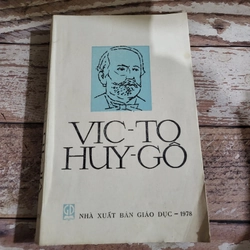 VIC-TO
HUY-GÔ
NHÀ XUẤT BẢN GIÁO DỤC - 1978